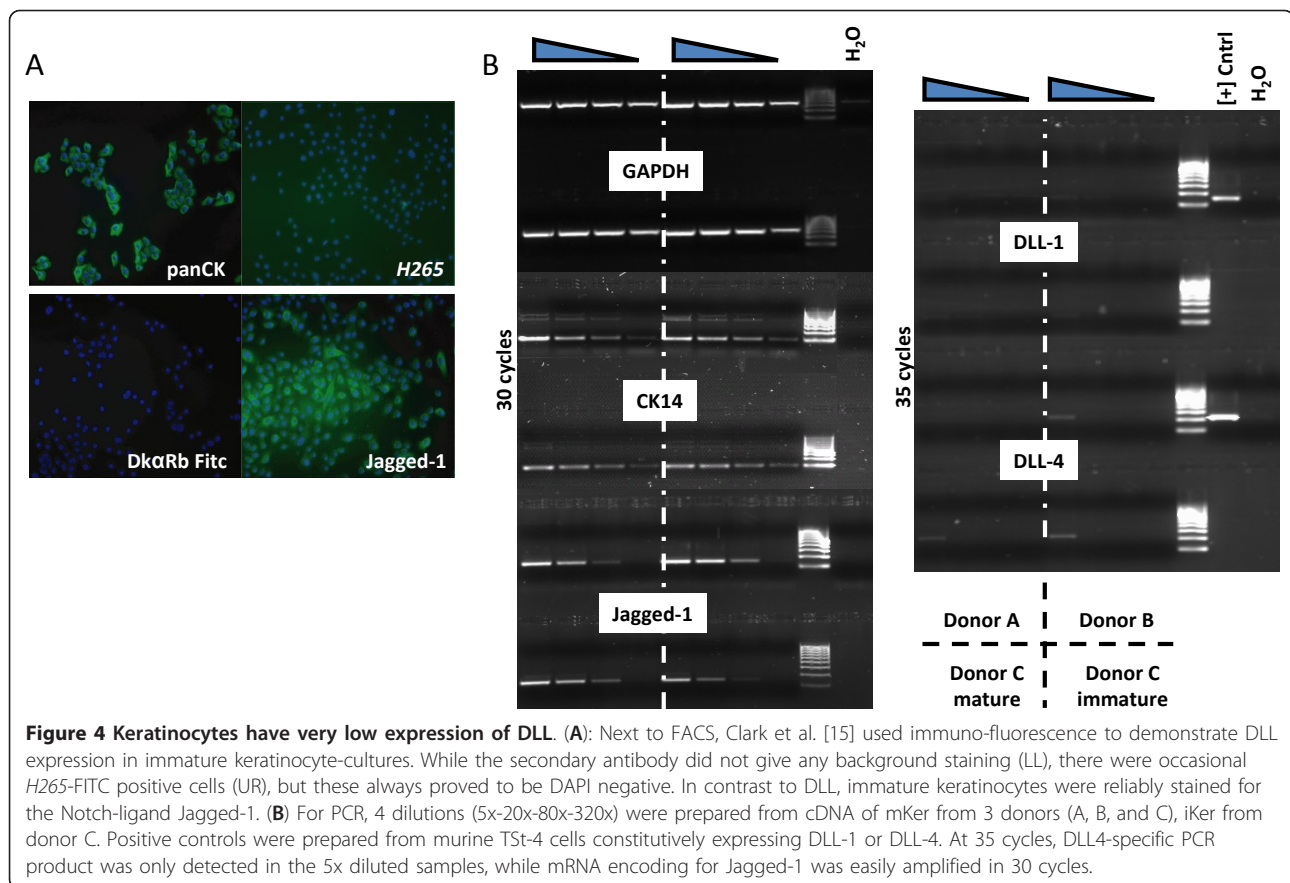 A
panCK
H265
DkαRb Fitc
Jagged-1
B
H₂O
30 cycles
GAPDH
CK14
Jagged-1
[+] Cntrl
H₂O
35 cycles
DLL-1
DLL-4
Donor A
Donor B
Donor C
mature
Donor C
immature
Figure 4 Keratinocytes have very low expression of DLL. (A): Next to FACS, Clark et al. [15] used immuno-fluorescence to demonstrate DLL
expression in immature keratinocyte-cultures. While the secondary antibody did not give any background staining (LL), there were occasional
H265-FITC positive cells (UR), but these always proved to be DAPI negative. In contrast to DLL, immature keratinocytes were reliably stained for
the Notch-ligand Jagged-1. (B) For PCR, 4 dilutions (5x-20x-80x-320x) were prepared from cDNA of mKer from 3 donors (A, B, and C), iKer from
donor C. Positive controls were prepared from murine TSt-4 cells constitutively expressing DLL-1 or DLL-4. At 35 cycles, DLL4-specific PCR
product was only detected in the 5x diluted samples, while mRNA encoding for Jagged-1 was easily amplified in 30 cycles.